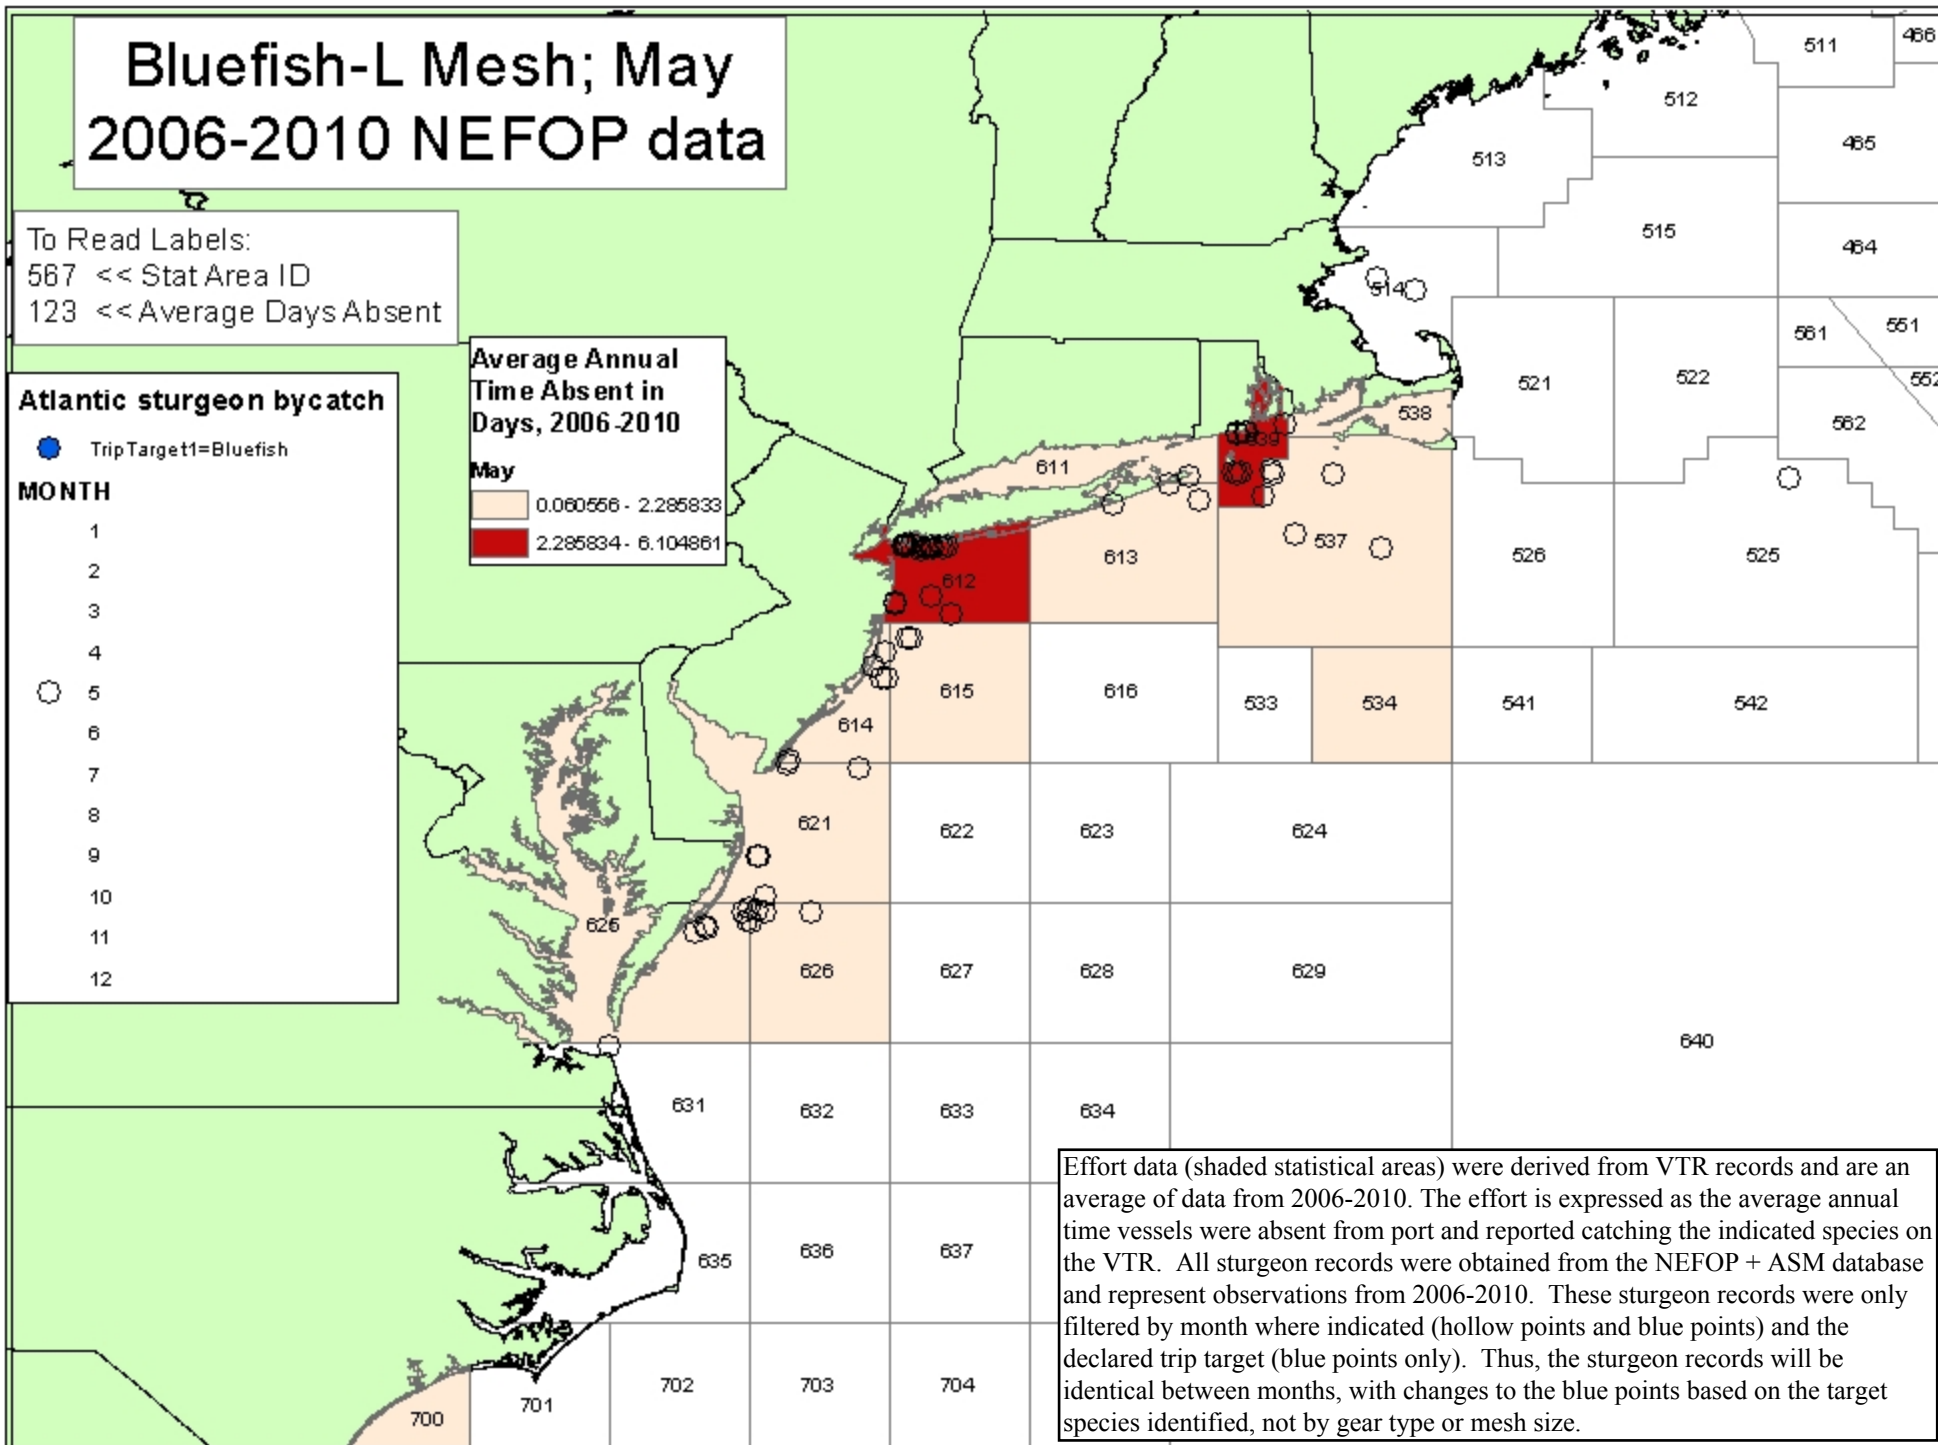 Bluefish-L Mesh; May
2006-2010 NEFOP data
To Read Labels:
567 << Stat Area ID
123 << Average Days Absent
Average Annual
Time Absent in
Days, 2006-2010
May
0.060556 - 2.285833
2.285834 - 6.104861
Atlantic sturgeon bycatch
TripTarget1=Bluefish
MONTH
1
2
3
4
5
6
7
8
9
10
11
12
511
466
512
465
513
515
464
514
561
551
521
522
552
562
538
539
611
537
613
526
525
612
615
616
533
534
541
542
614
621
622
623
624
625
626
627
628
629
640
631
632
633
634
635
636
637
700
701
702
703
704
Effort data (shaded statistical areas) were derived from VTR records and are an
average of data from 2006-2010. The effort is expressed as the average annual
time vessels were absent from port and reported catching the indicated species on
the VTR. All sturgeon records were obtained from the NEFOP + ASM database
and represent observations from 2006-2010. These sturgeon records were only
filtered by month where indicated (hollow points and blue points) and the
declared trip target (blue points only). Thus, the sturgeon records will be
identical between months, with changes to the blue points based on the target
species identified, not by gear type or mesh size.